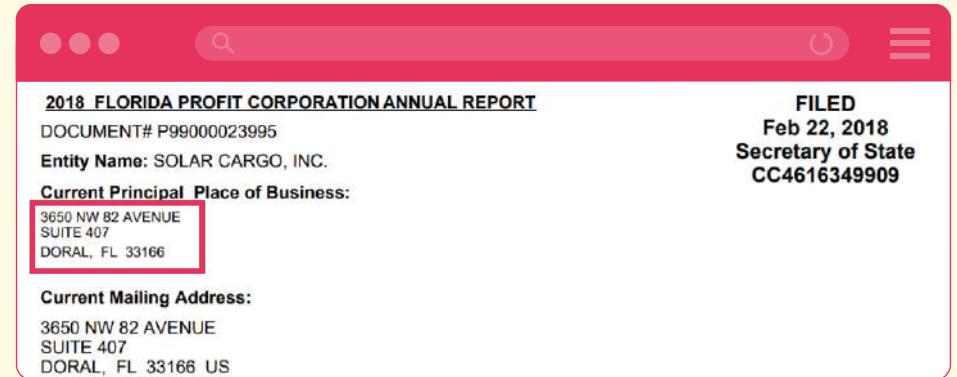 2018 FLORIDA PROFIT CORPORATION ANNUAL REPORT
DOCUMENT# P99000023995
Entity Name: SOLAR CARGO, INC.
Current Principal Place of Business:
3650 NW 82 AVENUE
SUITE 407
DORAL, FL 33166
Current Mailing Address:
3650 NW 82 AVENUE
SUITE 407
DORAL, FL 33166 US
FILED
Feb 22, 2018
Secretary of State
CC4616349909